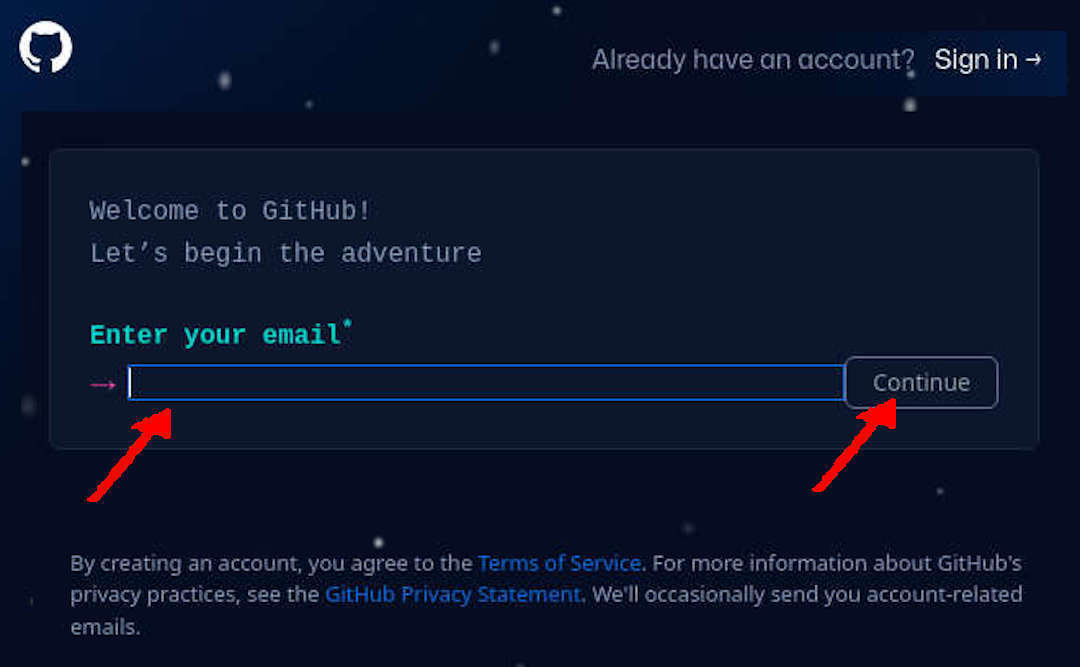 Already have an account? Sign in →
Welcome to GitHub!
Let’s begin the adventure
Enter your email*
→ Continue
By creating an account, you agree to the Terms of Service. For more information about GitHub's
privacy practices, see the GitHub Privacy Statement. We'll occasionally send you account-related
emails.